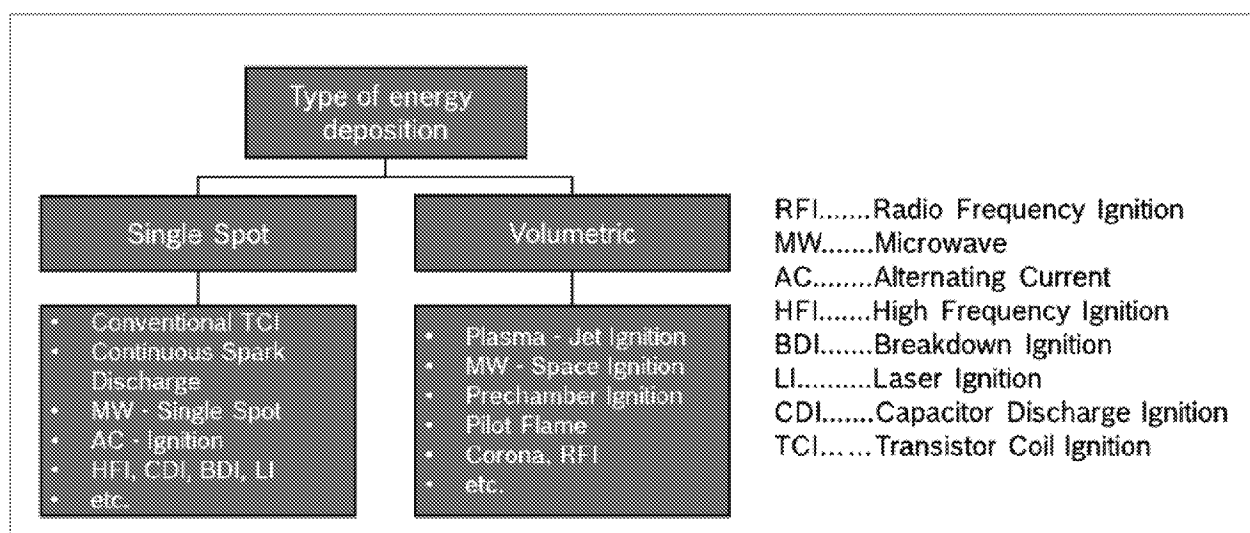 Type of energy
deposition
Single Spot
Volumetric
• Conventional TCI
• Continuous Spark
Discharge
• MW - Single Spot
• AC - Ignition
• HFI, CDI, BDI, LI
• etc.
• Plasma - Jet Ignition
• MW - Space Ignition
• Prechamber Ignition
• Pilot Flame
• Corona, RFI
• etc.
RFI.......Radio Frequency Ignition
MW.......Microwave
AC........Alternating Current
HFI.......High Frequency Ignition
BDI.......Breakdown Ignition
LI..........Laser Ignition
CDI.......Capacitor Discharge Ignition
TCI......Transistor Coil Ignition